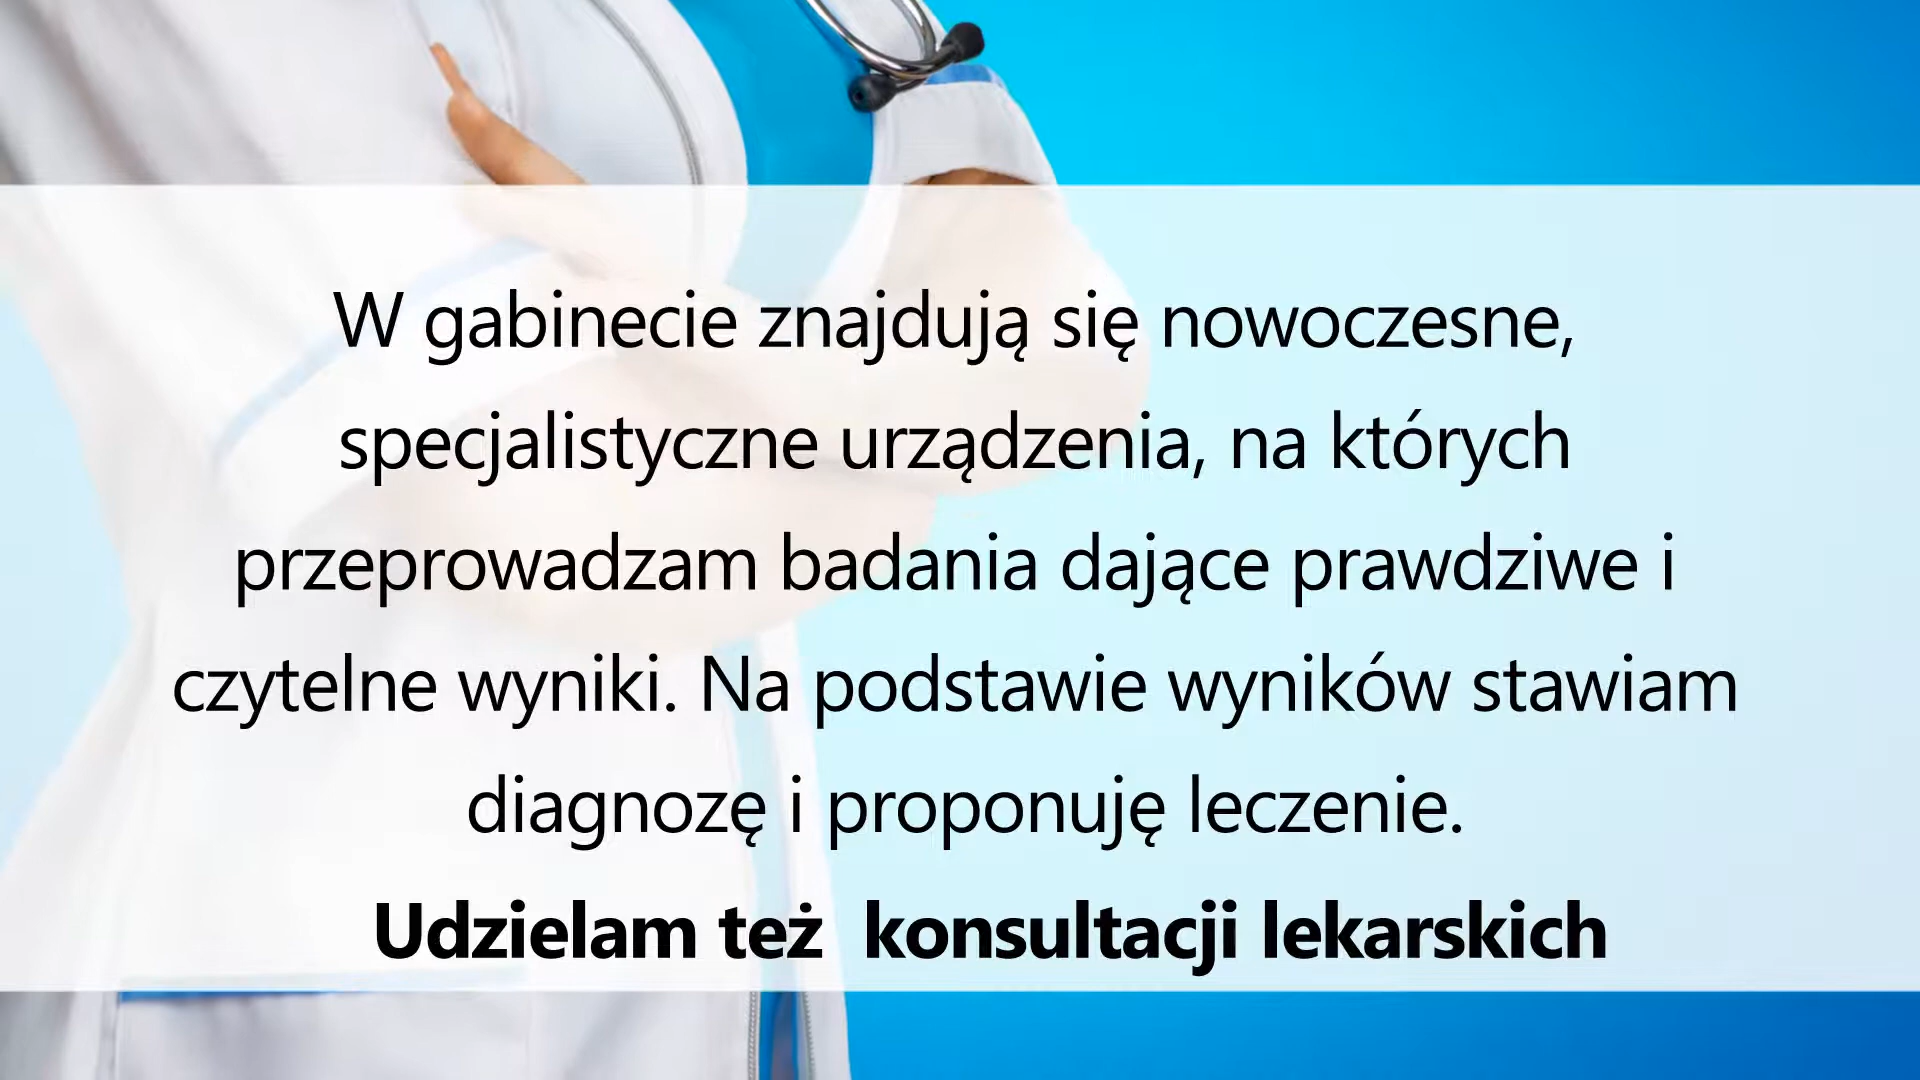 W gabinecie znajdują się nowoczesne,
specjalistyczne urządzenia, na których
przeprowadzam badania dające prawdziwe i
czytelne wyniki. Na podstawie wyników stawiam
diagnozę i proponuję leczenie.
Udzielam też  konsultacji lekarskich